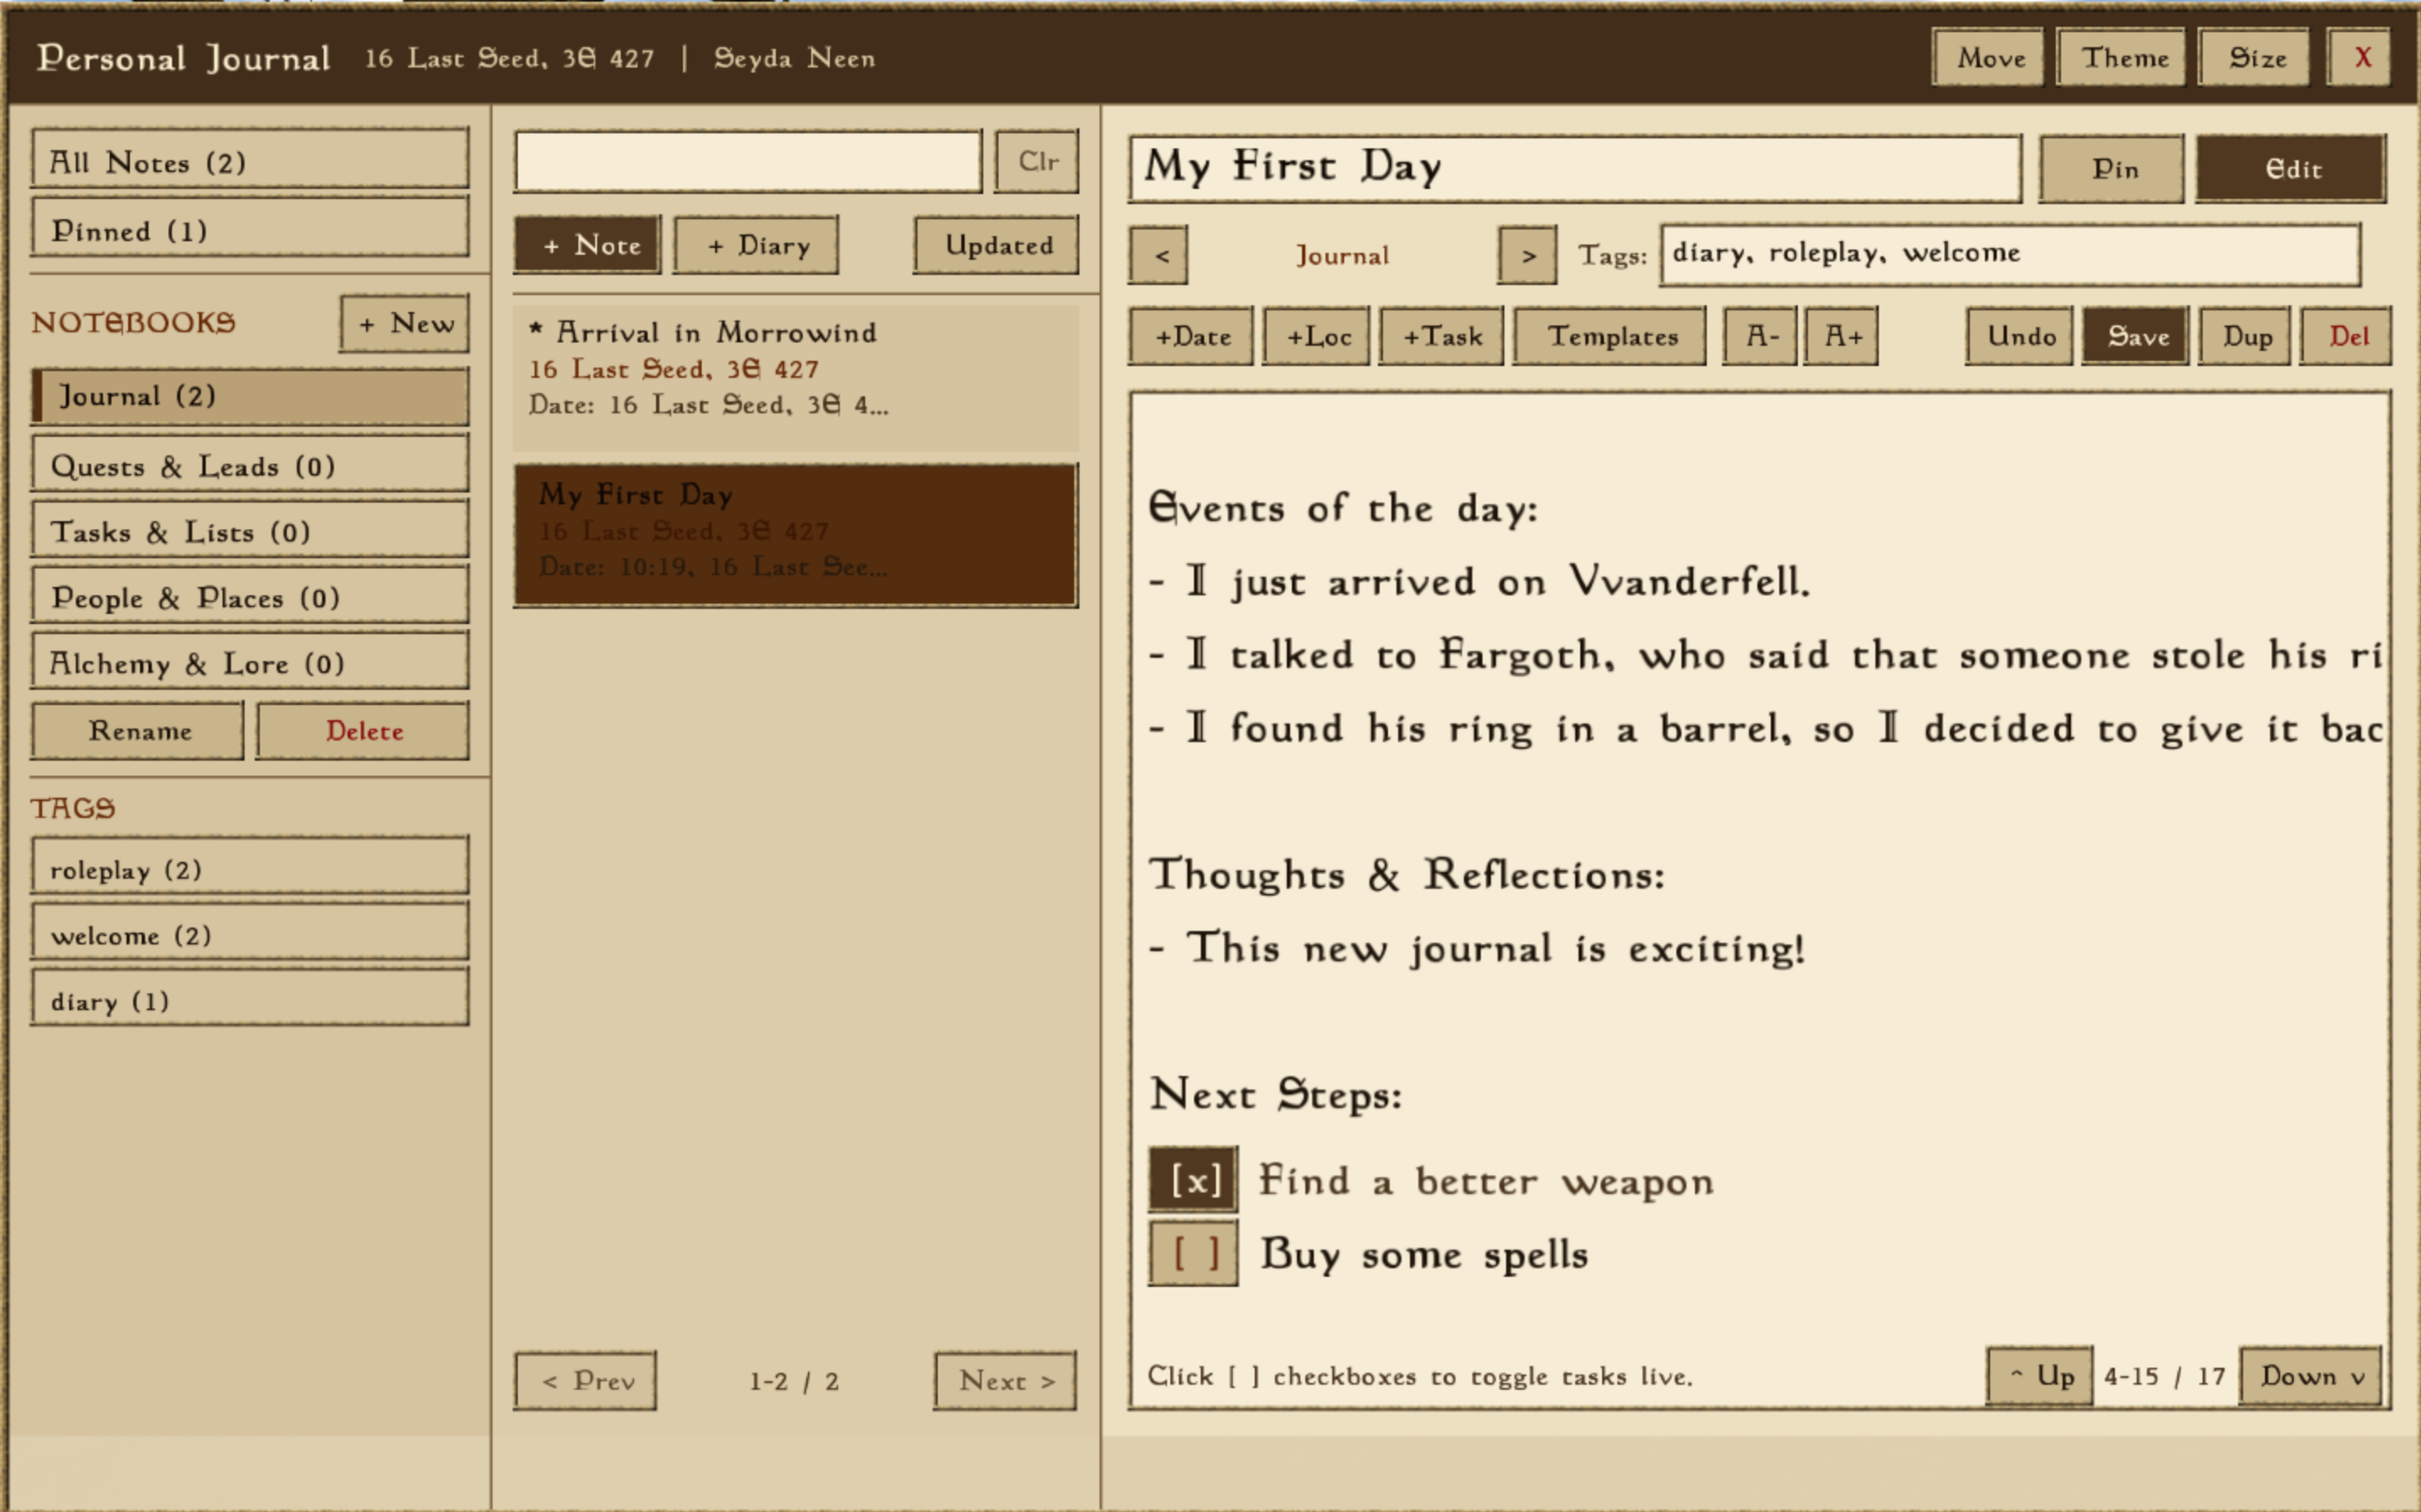 Personal Journal 16 Last Seed, 3E 427 | Seyda Neen
Move Theme Size X
All Notes (2)
Pinned (1)
NOTEBOOKS + New
Journal (2)
Quests & Leads (0)
Tasks & Lists (0)
People & Places (0)
Alchemy & Lore (0)
Rename Delete
TAGS
roleplay (2)
welcome (2)
diary (1)
Clr
+ Note + Diary Updated
* Arrival in Morrowind
16 Last Seed, 3E 427
Date: 16 Last Seed, 3E 4...
My First Day
16 Last Seed, 3E 427
Date: 10:19, 16 Last See...
< Prev 1-2 / 2 Next >
My First Day Pin Edit
< Journal > Tags: diary, roleplay, welcome
+Date +Loc +Task Templates A- A+ Undo Save Dup Del
Events of the day:
- I just arrived on Vvanderfell.
- I talked to Fargoth, who said that someone stole his ri
- I found his ring in a barrel, so I decided to give it bac
Thoughts & Reflections:
- This new journal is exciting!
Next Steps:
[x] Find a better weapon
[ ] Buy some spells
Click [ ] checkboxes to toggle tasks live. ^ Up 4-15 / 17 Down v